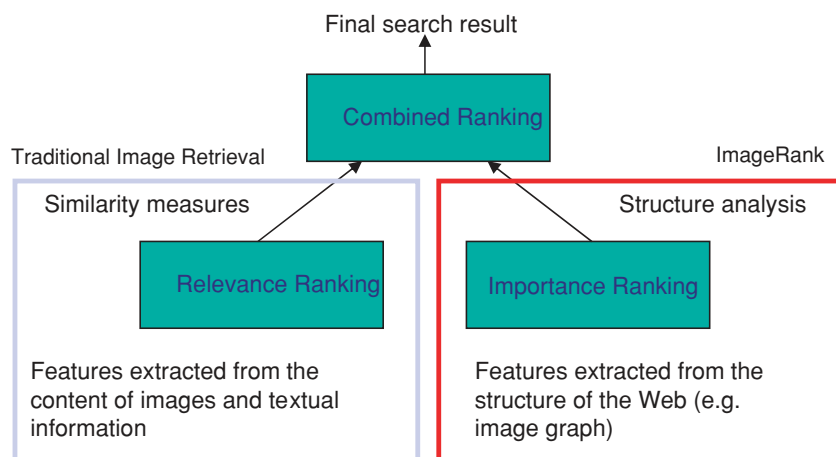 Final search result
Combined Ranking
Traditional Image Retrieval
ImageRank
Similarity measures
Structure analysis
Relevance Ranking
Importance Ranking
Features extracted from the
content of images and textual
information
Features extracted from the
structure of the Web (e.g.
image graph)